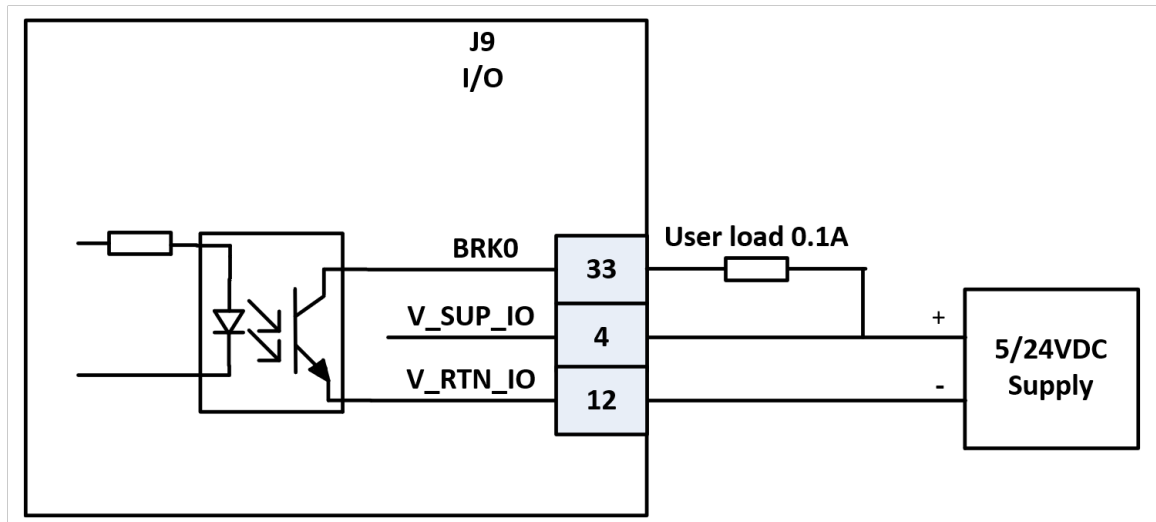 J9
I/O
BRK0
33
User load 0.1A
V_SUP_IO
4
+
V_RTN_IO
12
-
5/24VDC
Supply